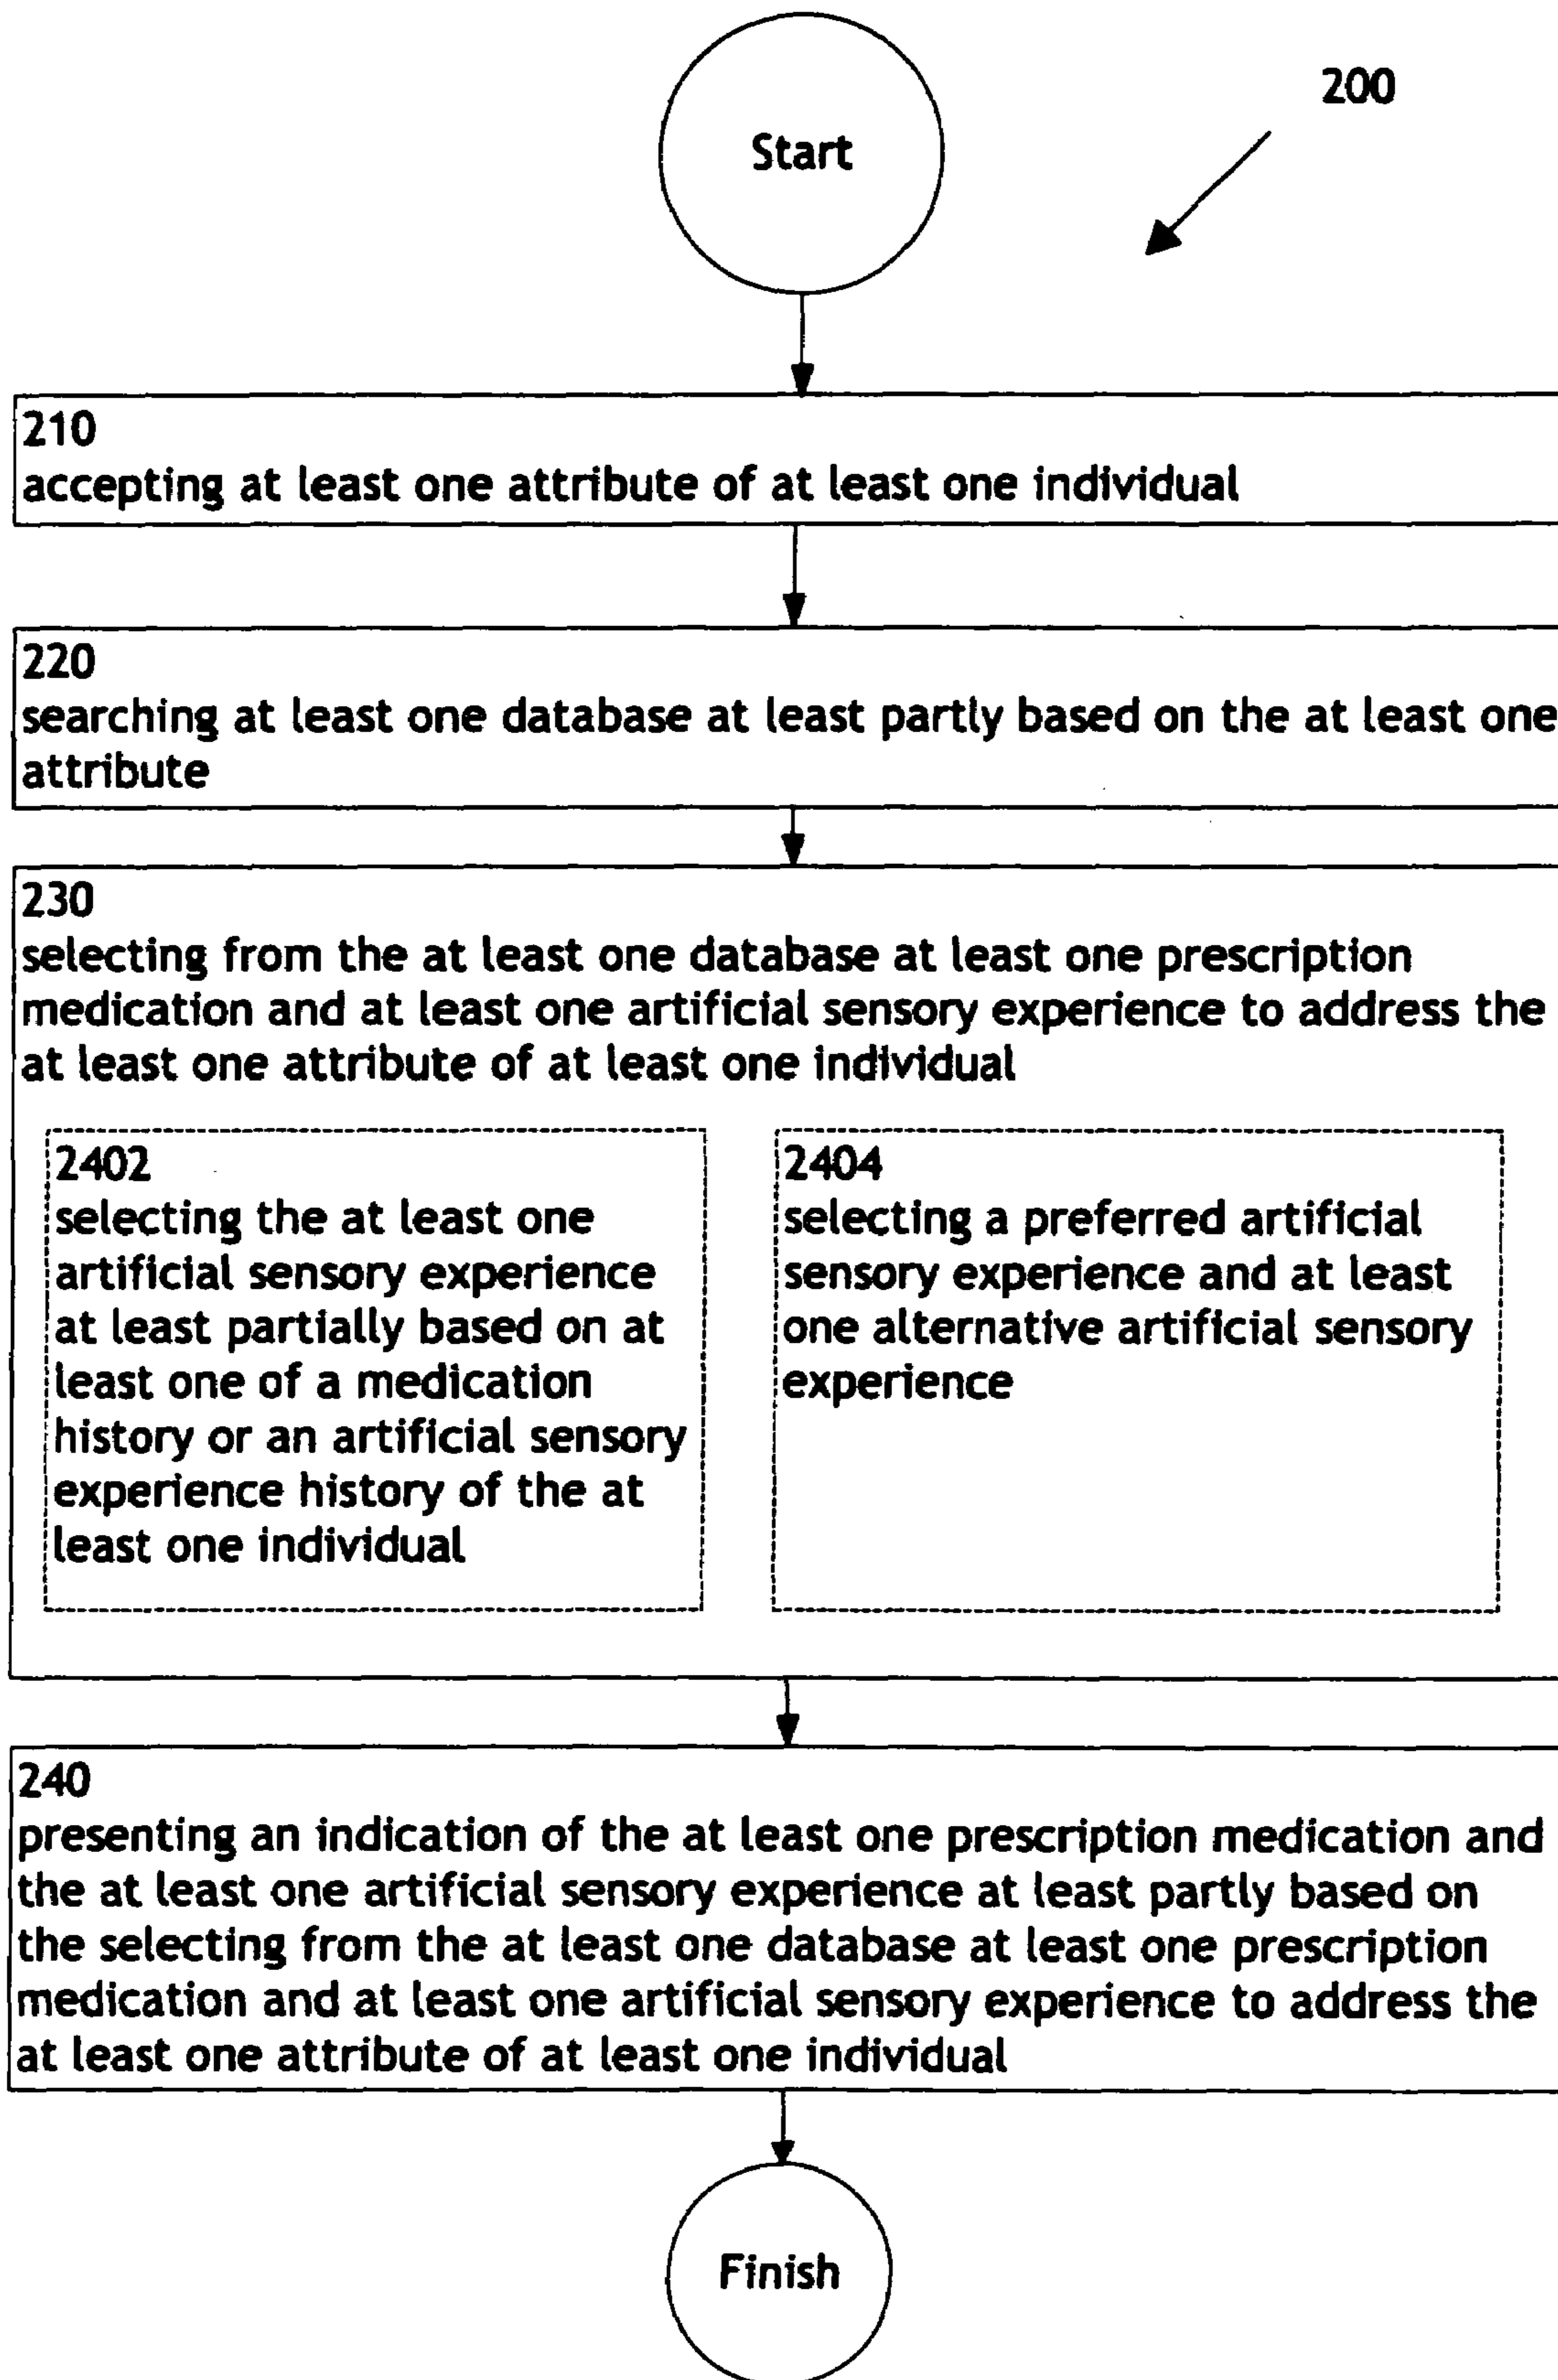 Start
200
210
accepting at least one attribute of at least one individual
220
searching at least one database at least partly based on the at least one
attribute
230
selecting from the at least one database at least one prescription
medication and at least one artificial sensory experience to address the
at least one attribute of at least one individual
2402
selecting the at least one
artificial sensory experience
at least partially based on at
least one of a medication
history or an artificial sensory
experience history of the at
least one individual
2404
selecting a preferred artificial
sensory experience and at least
one alternative artificial sensory
experience
240
presenting an indication of the at least one prescription medication and
the at least one artificial sensory experience at least partly based on
the selecting from the at least one database at least one prescription
medication and at least one artificial sensory experience to address the
at least one attribute of at least one individual
Finish